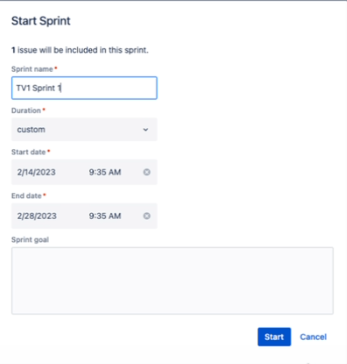 Start Sprint
1 issue will be included in this sprint.
Sprint name *
TV1 Sprint 1
Duration *
custom
Start date *
2/14/2023 9:35 AM
End date *
2/28/2023 9:35 AM
Sprint goal
Start Cancel